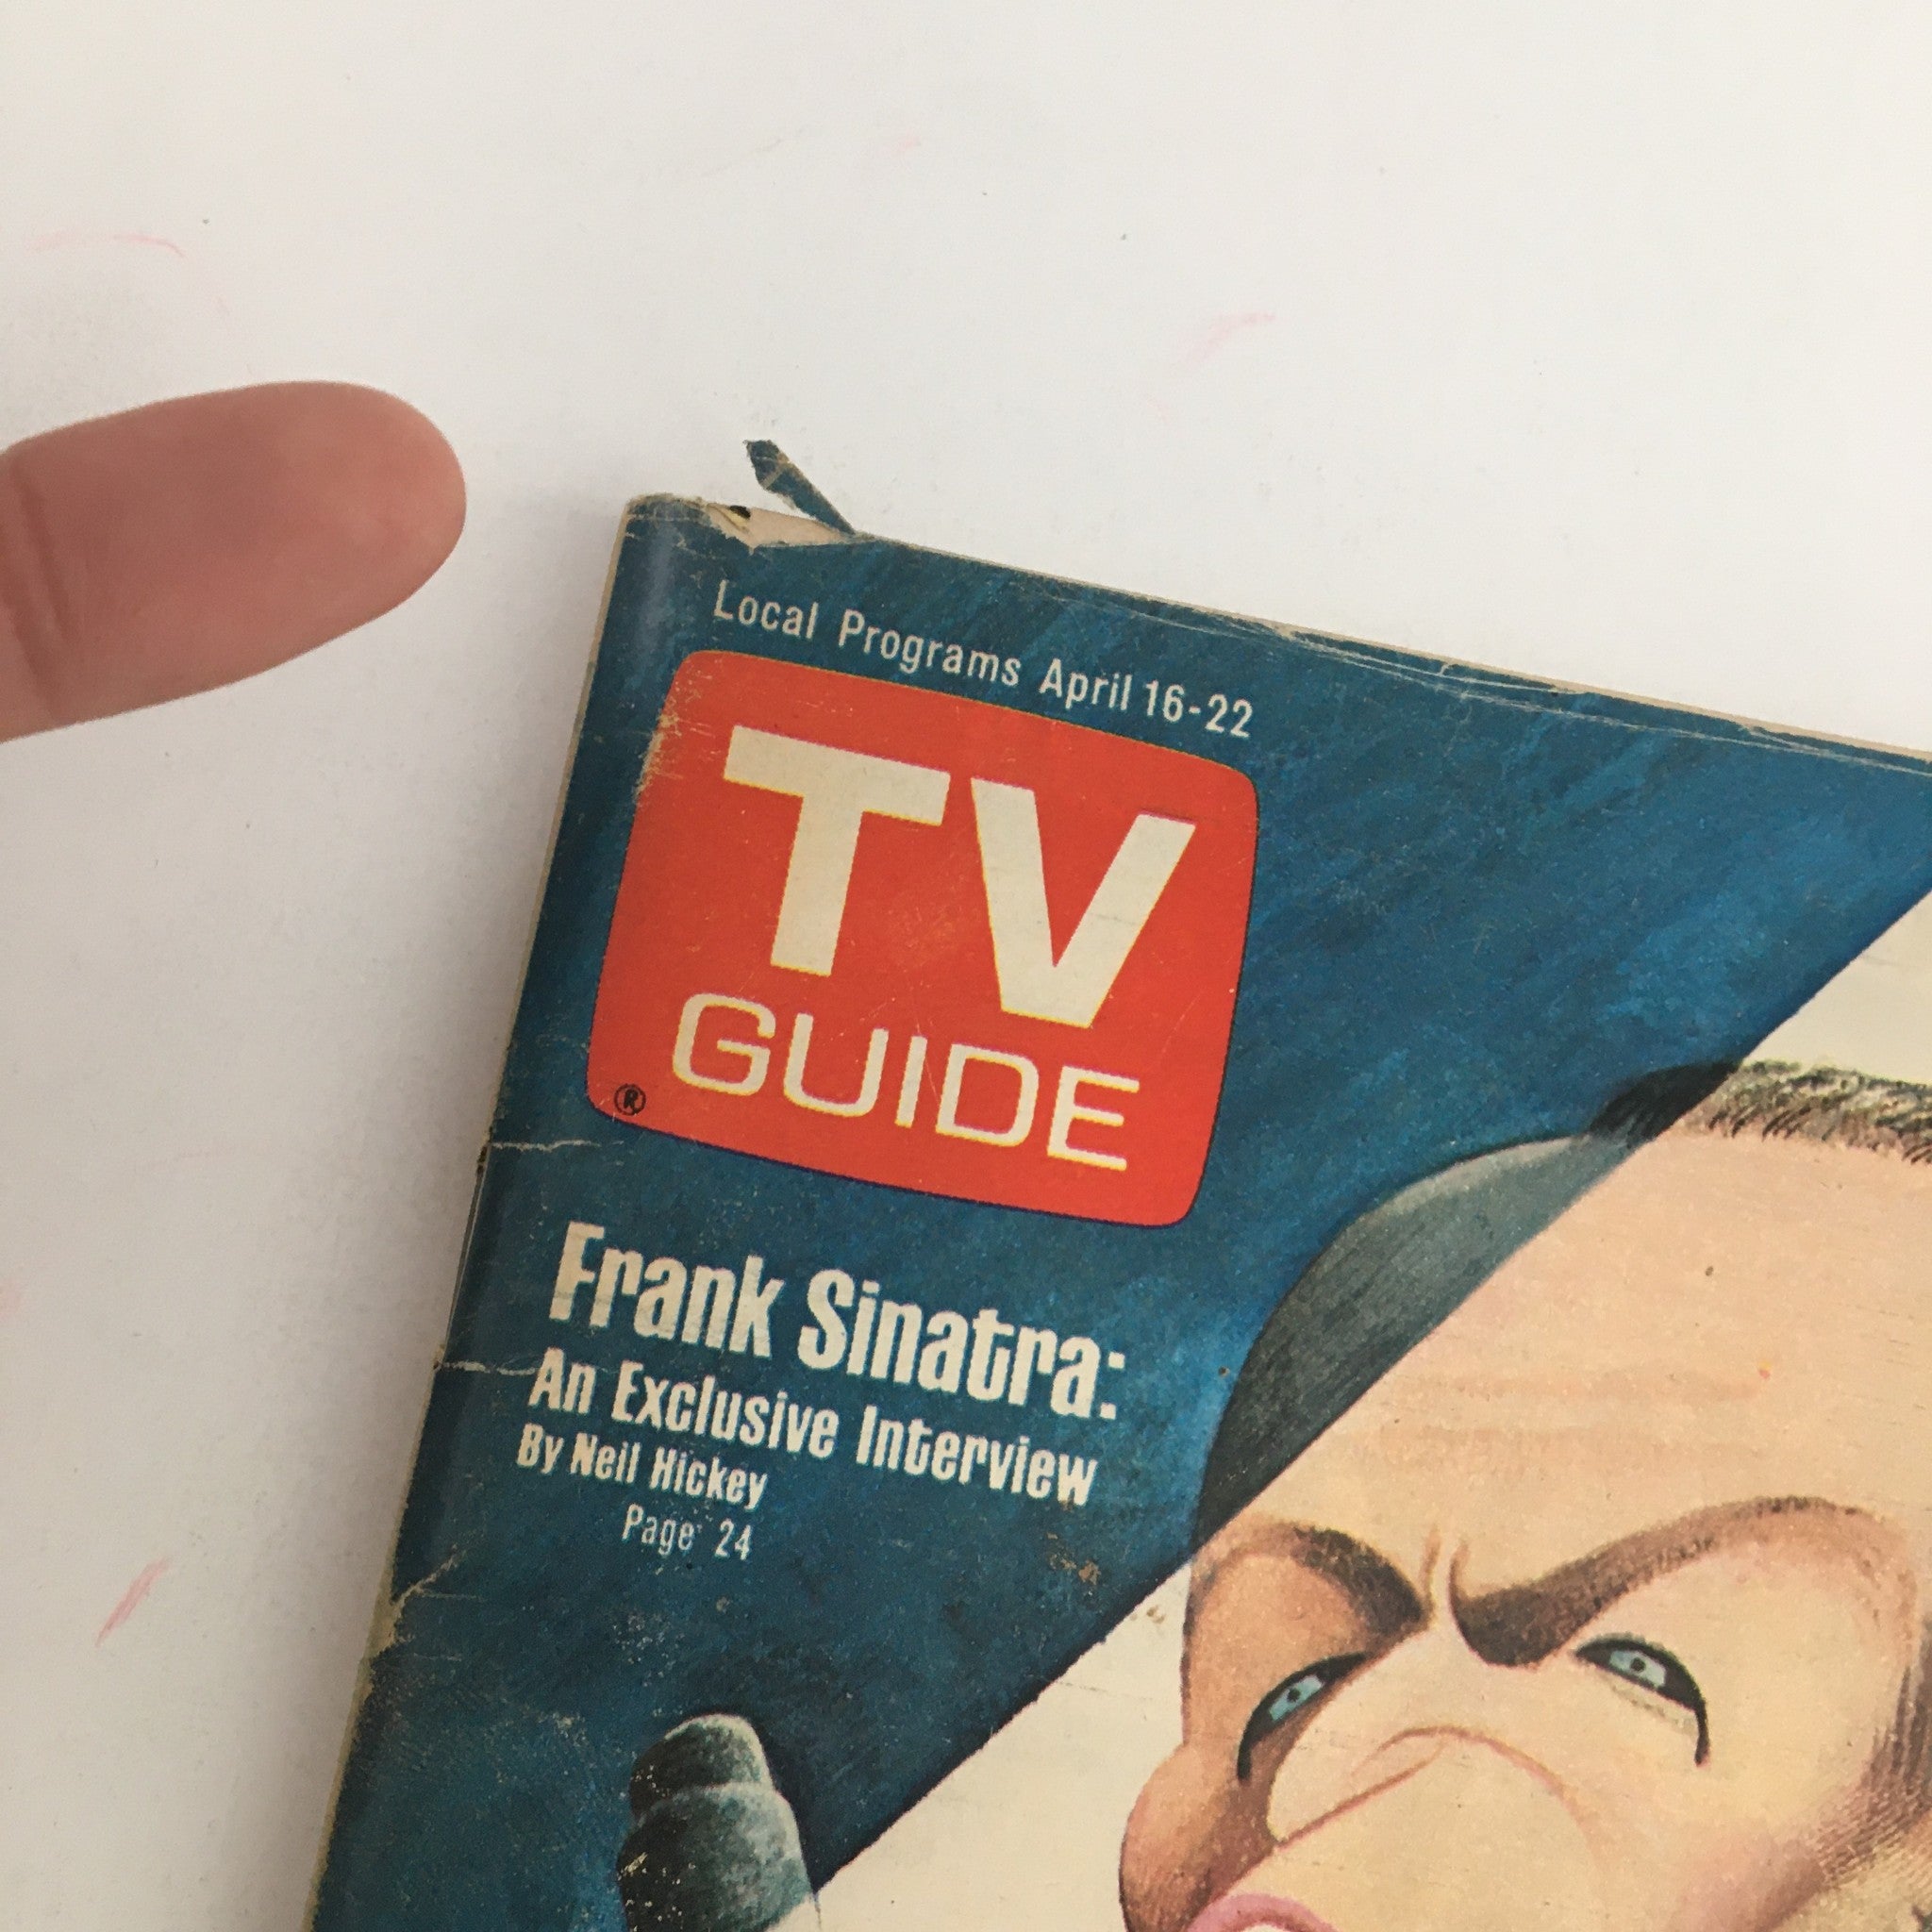 Local Programs April 16-22
TV
GUIDE
®
Frank Sinatra:
An Exclusive Interview
By Neil Hickey
Page 24